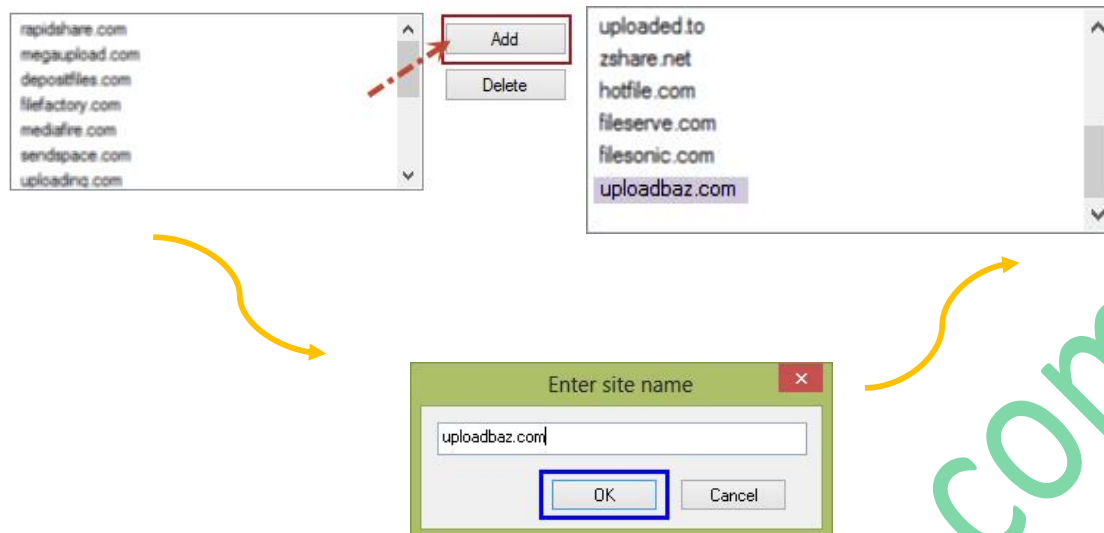 rapidshare.com
megaupload.com
depositfiles.com
filefactory.com
mediafire.com
sendspace.com
uploading.com
Add
Delete
uploaded.to
zshare.net
hotfile.com
fileserve.com
filesonic.com
uploadbaz.com
Enter site name
uploadbaz.com
OK
Cancel
com